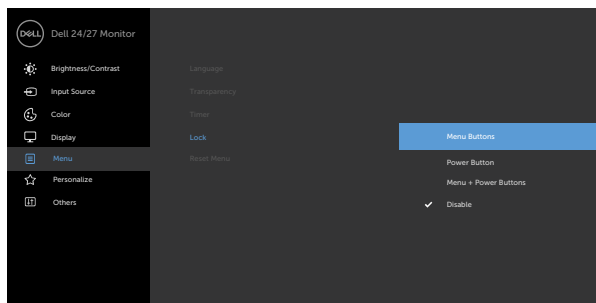 DELL
Dell 24/27 Monitor
Brightness/Contrast
Input Source
Color
Display
Menu
Personalize
Others
Language
Transparency
Timer
Lock
Reset Menu
Menu Buttons
Power Button
Menu + Power Buttons
Disable